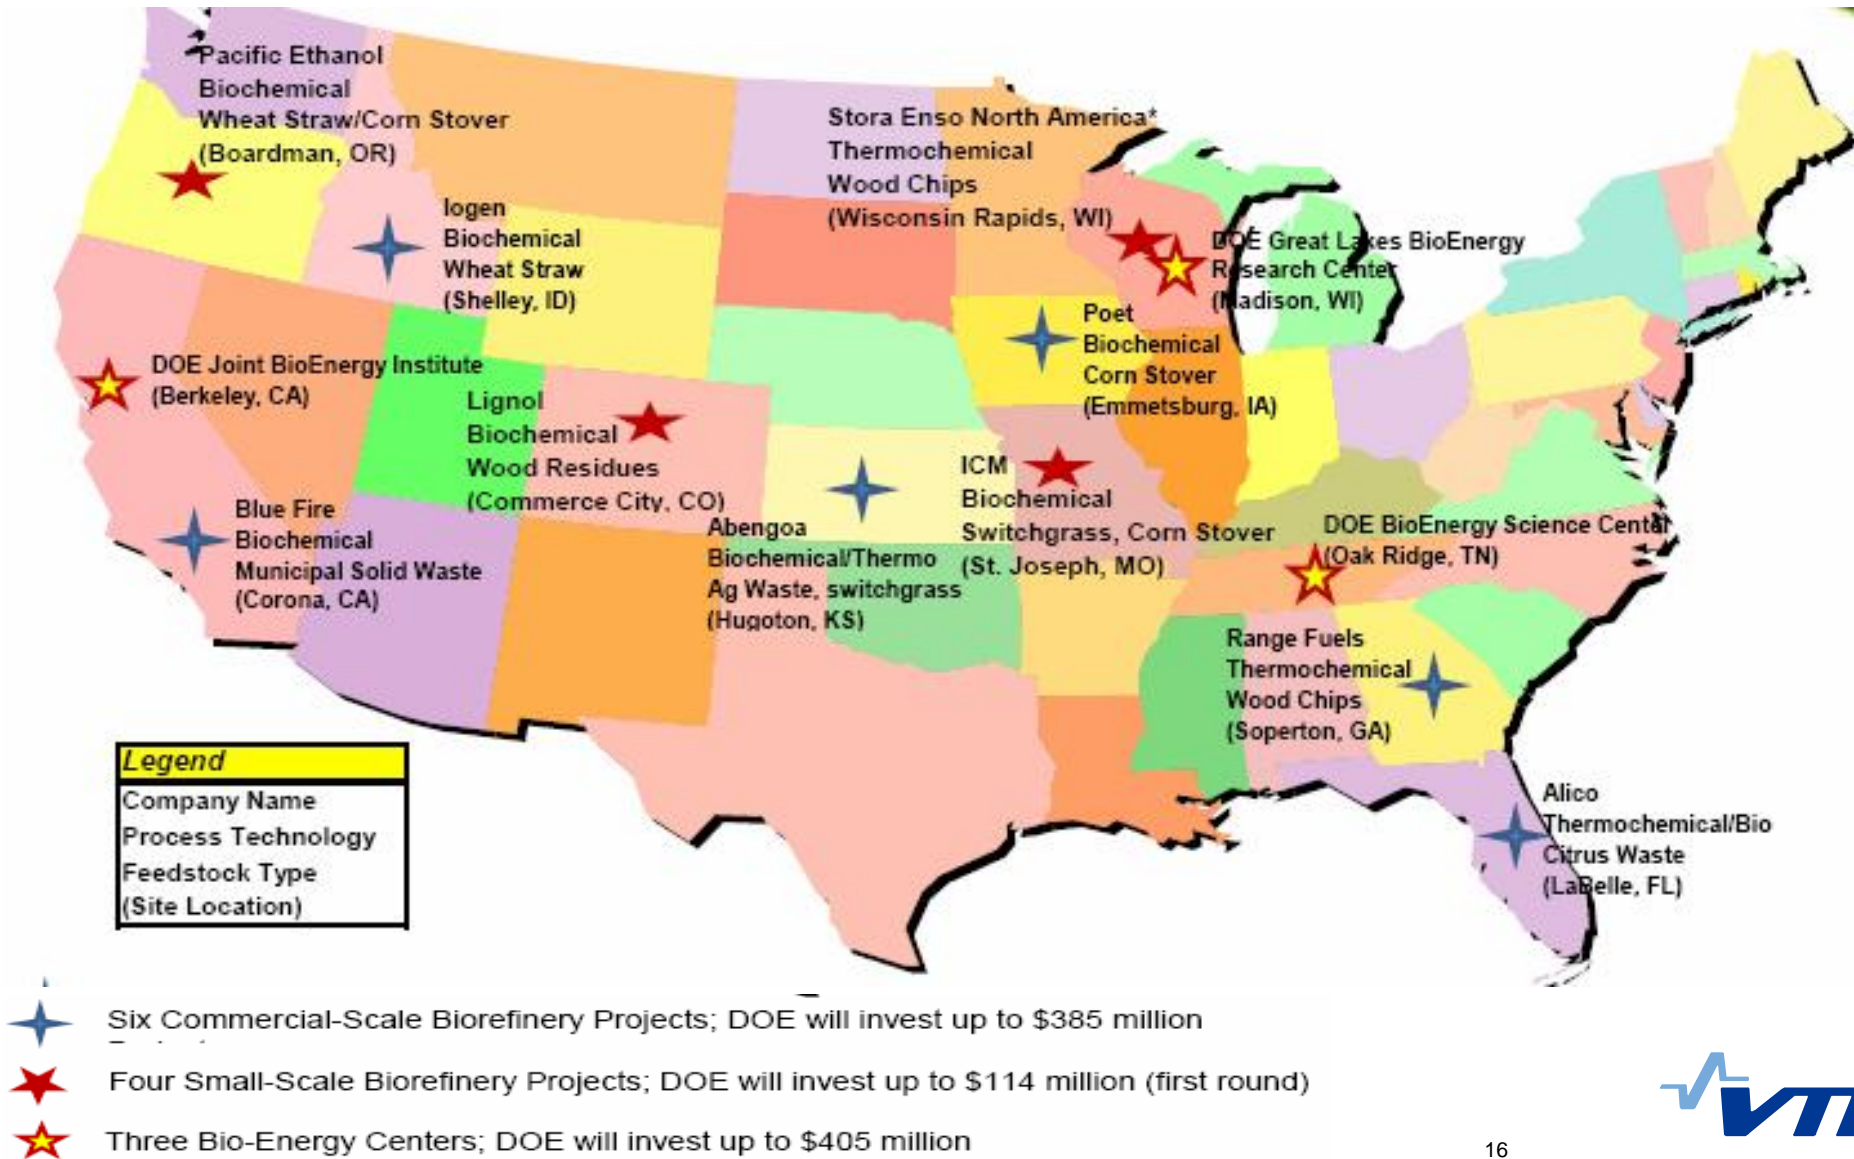 Pacific Ethanol
Biochemical
Wheat Straw/Corn Stover
(Boardman, OR)
Stora Enso North America*
Thermochemical
Wood Chips
(Wisconsin Rapids, WI)
Iogen
Biochemical
Wheat Straw
(Shelley, ID)
DOE Great Lakes BioEnergy
Research Center
(Madison, WI)
Poet
Biochemical
Corn Stover
(Emmetsburg, IA)
DOE Joint BioEnergy Institute
(Berkeley, CA)
Lignol
Biochemical
Wood Residues
(Commerce City, CO)
ICM
Biochemical
Switchgrass, Corn Stover
(St. Joseph, MO)
Blue Fire
Biochemical
Municipal Solid Waste
(Corona, CA)
Abengoa
Biochemical/Thermo
Ag Waste, switchgrass
(Hugoton, KS)
DOE BioEnergy Science Center
(Oak Ridge, TN)
Range Fuels
Thermochemical
Wood Chips
(Soperton, GA)
Alico
Thermochemical/Bio
Citrus Waste
(LaBelle, FL)
Legend
Company Name
Process Technology
Feedstock Type
(Site Location)
Six Commercial-Scale Biorefinery Projects; DOE will invest up to $385 million
Four Small-Scale Biorefinery Projects; DOE will invest up to $114 million (first round)
Three Bio-Energy Centers; DOE will invest up to $405 million
16